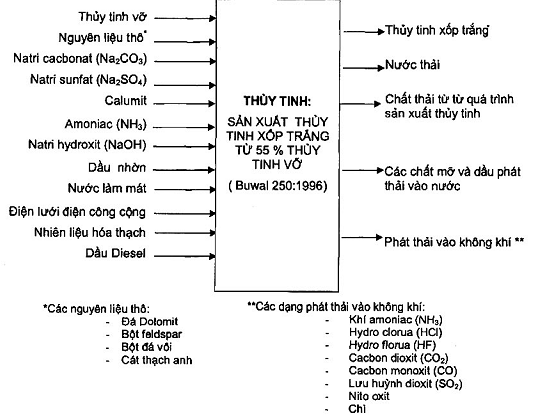 Thủy tinh vỡ
Nguyên liệu thô*
Natri cacbonat (Na₂CO₃)
Natri sunfat (Na₂SO₄)
Calumit
Amoniac (NH₃)
Natri hydroxit (NaOH)
Dầu nhờn
Nước làm mát
Điện lưới điện công cộng
Nhiên liệu hóa thạch
Dầu Diesel
THỦY TINH:
SẢN XUẤT THỦY
TINH XỐP TRẮNG
TỪ 55 % THỦY
TINH VỠ
( Buwal 250:1996)
Thủy tinh xốp trắng
Nước thải
Chất thải từ từ quá trình
sản xuất thủy tinh
Các chất mỡ và dầu phát
thải vào nước
Phát thải vào không khí **
*Các nguyên liệu thô:
- Đá Dolomit
- Bột feldspar
- Bột đá vôi
- Cát thạch anh
**Các dạng phát thải vào không khí:
- Khí amoniac (NH₃)
- Hydro clorua (HCl)
- Hydro florua (HF)
- Cacbon dioxit (CO₂)
- Cacbon monoxit (CO)
- Lưu huỳnh dioxit (SO₂)
- Nito oxit
- Chì